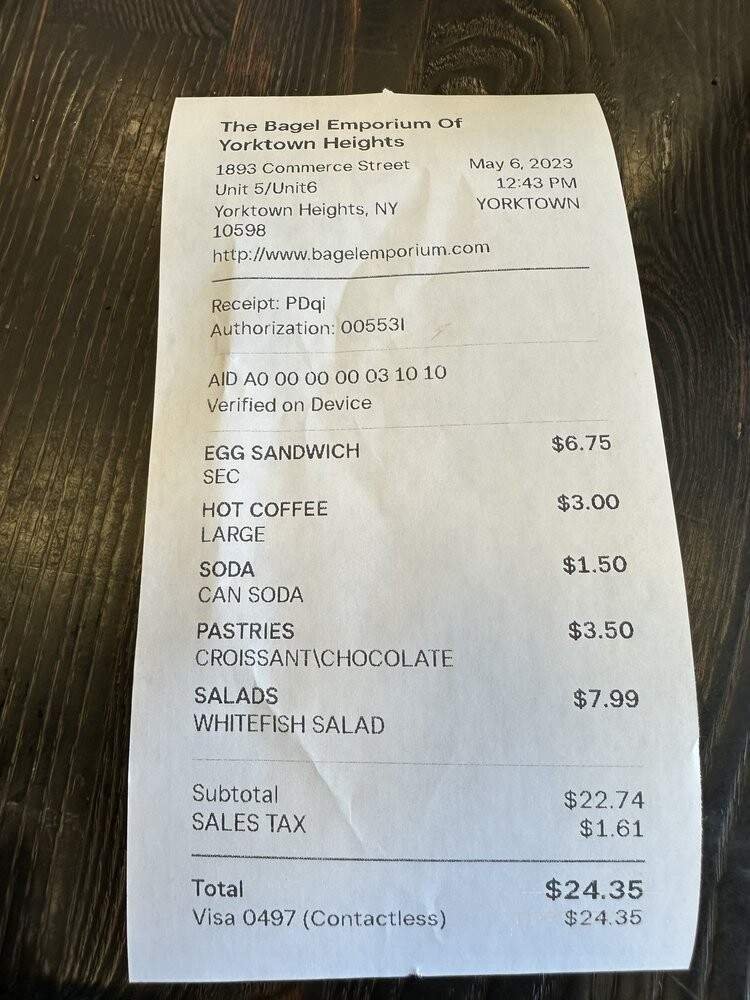 The Bagel Emporium Of
Yorktown Heights
1893 Commerce Street
Unit 5/Unit6
Yorktown Heights, NY
10598
http://www.bagelemporium.com
May 6, 2023
12:43 PM
YORKTOWN
Receipt: PDqi
Authorization: 00553I
AID A0 00 00 00 03 10 10
Verified on Device
EGG SANDWICH $6.75
SEC
HOT COFFEE $3.00
LARGE
SODA $1.50
CAN SODA
PASTRIES $3.50
CROISSANT\CHOCOLATE
SALADS $7.99
WHITEFISH SALAD
Subtotal $22.74
SALES TAX $1.61
Total $24.35
Visa 0497 (Contactless) $24.35